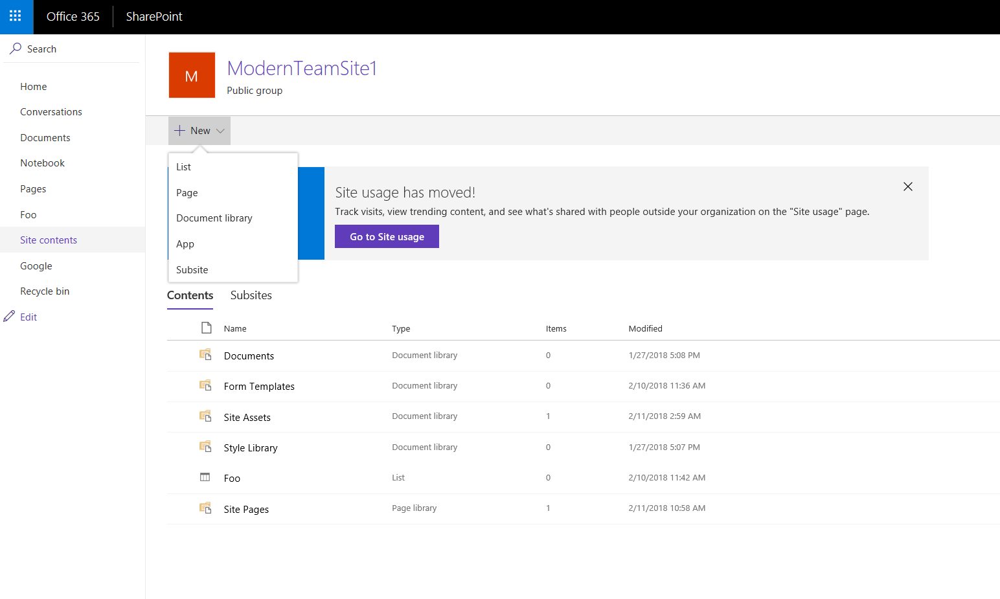 Office 365 SharePoint
Search
Home
Conversations
Documents
Notebook
Pages
Foo
Site contents
Google
Recycle bin
Edit
M
ModernTeamSite1
Public group
New
List
Page
Document library
App
Subsite
Site usage has moved!
Track visits, view trending content, and see what's shared with people outside your organization on the "Site usage" page.
Go to Site usage
Contents Subsites
Name Type Items Modified
Documents Document library 0 1/27/2018 5:08 PM
Form Templates Document library 0 2/10/2018 11:36 AM
Site Assets Document library 1 2/11/2018 2:59 AM
Style Library Document library 0 1/27/2018 5:07 PM
Foo List 0 2/10/2018 11:42 AM
Site Pages Page library 1 2/11/2018 10:58 AM